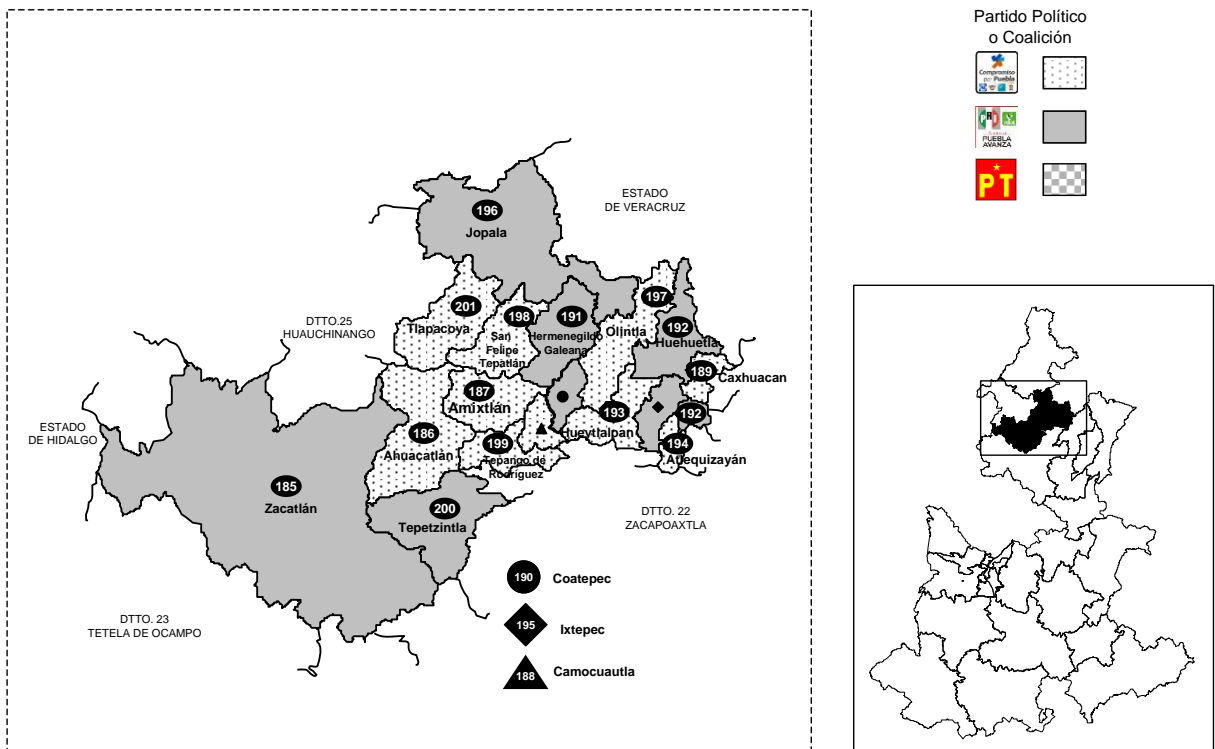 Partido Político
o Coalición
Compromiso
por Puebla
PRD
PUEBLA
AVANZA
PT
ESTADO
DE VERACRUZ
196
Jopala
DTTO.25
HUAUCHINANGO
201
Tlapacoya
198
San
Felipe
Tepatlán
191
Hermenegildo
Galeana
197
Olintla
192
Huehuetla
189
Caxhuacan
187
Amixtlán
193
Hueytlalpan
192
194
Atlequizayán
186
Ahuacatlán
199
Tepango de
Rodríguez
ESTADO
DE HIDALGO
185
Zacatlán
200
Tepetzintla
DTTO. 22
ZACAPOAXTLA
190 Coatepec
195 Ixtepec
188 Camocuautla
DTTO. 23
TETELA DE OCAMPO